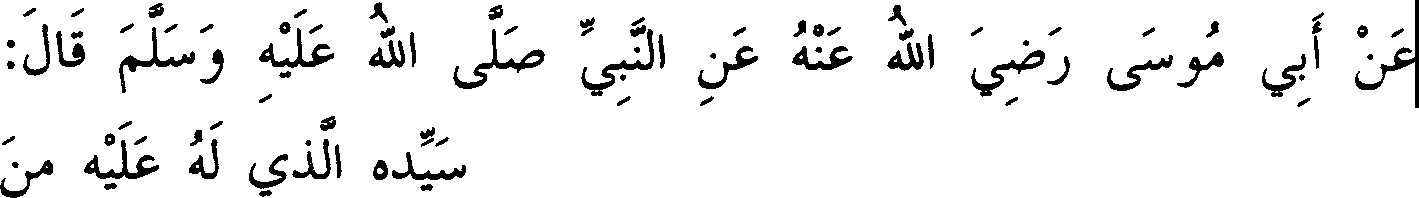 عَنْ أَبِي مُوسَى رَضِيَ اللهُ عَنْهُ عَنِ النَّبِيِّ صَلَّى اللهُ عَلَيْهِ وَسَلَّمَ قَالَ:
سَيِّده الَّذي لَهُ عَلَيْه منَ